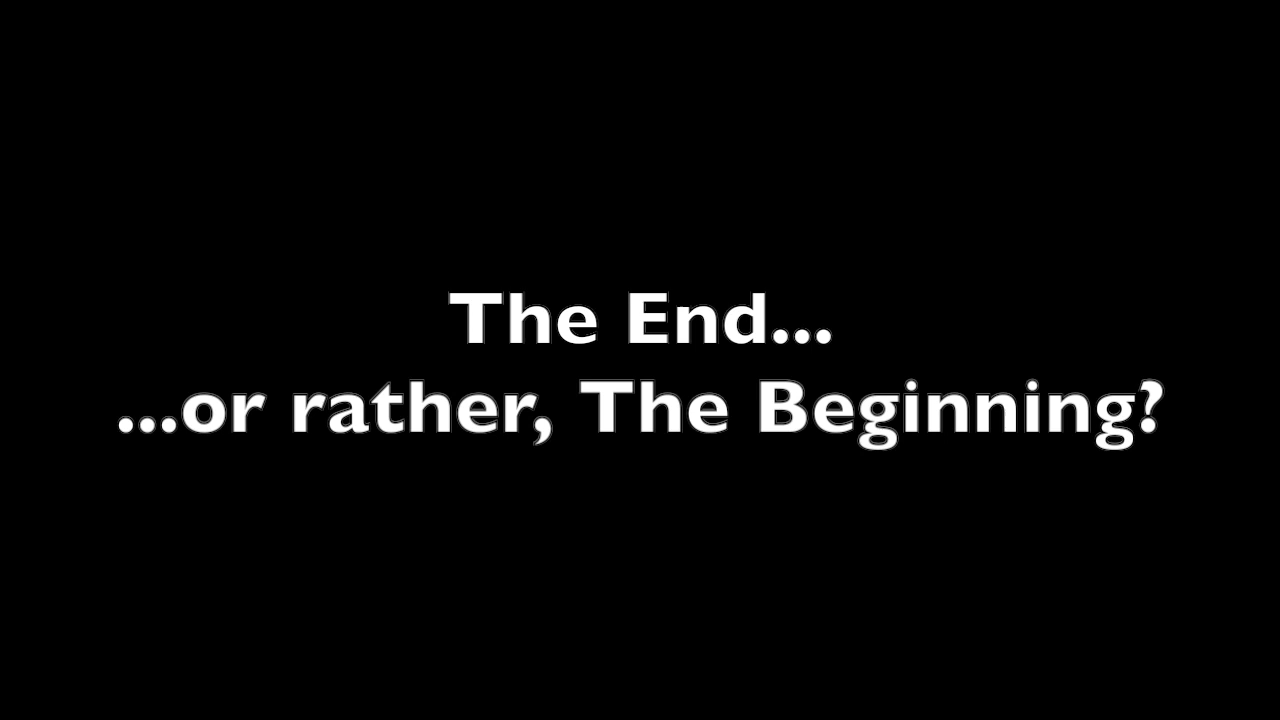 The End...
...or rather, The Beginning?